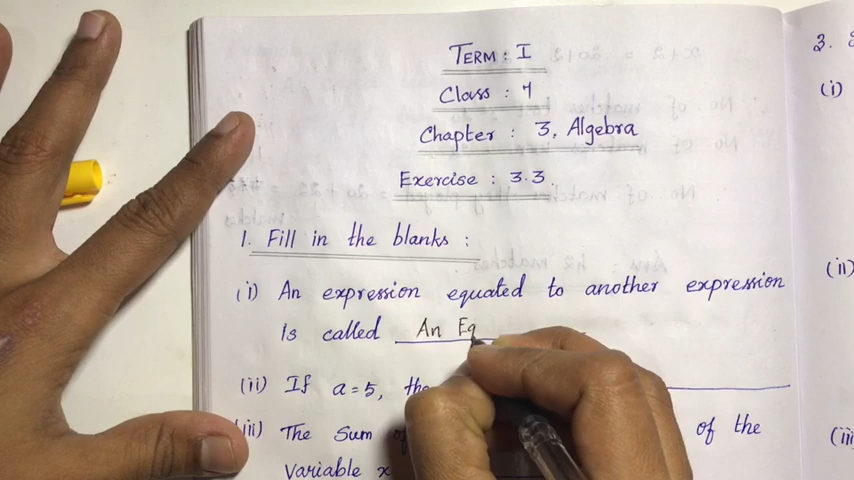 TERM : I
Class : 7
Chapter : 3, Algebra
Exercise : 3.3
1. Fill in the blanks :
(i) An expression equated to another expression
is called An Eq
(ii) If a = 5, the
(iii) The Sum of the
Variable x
3.
(i)
(ii)
(iii